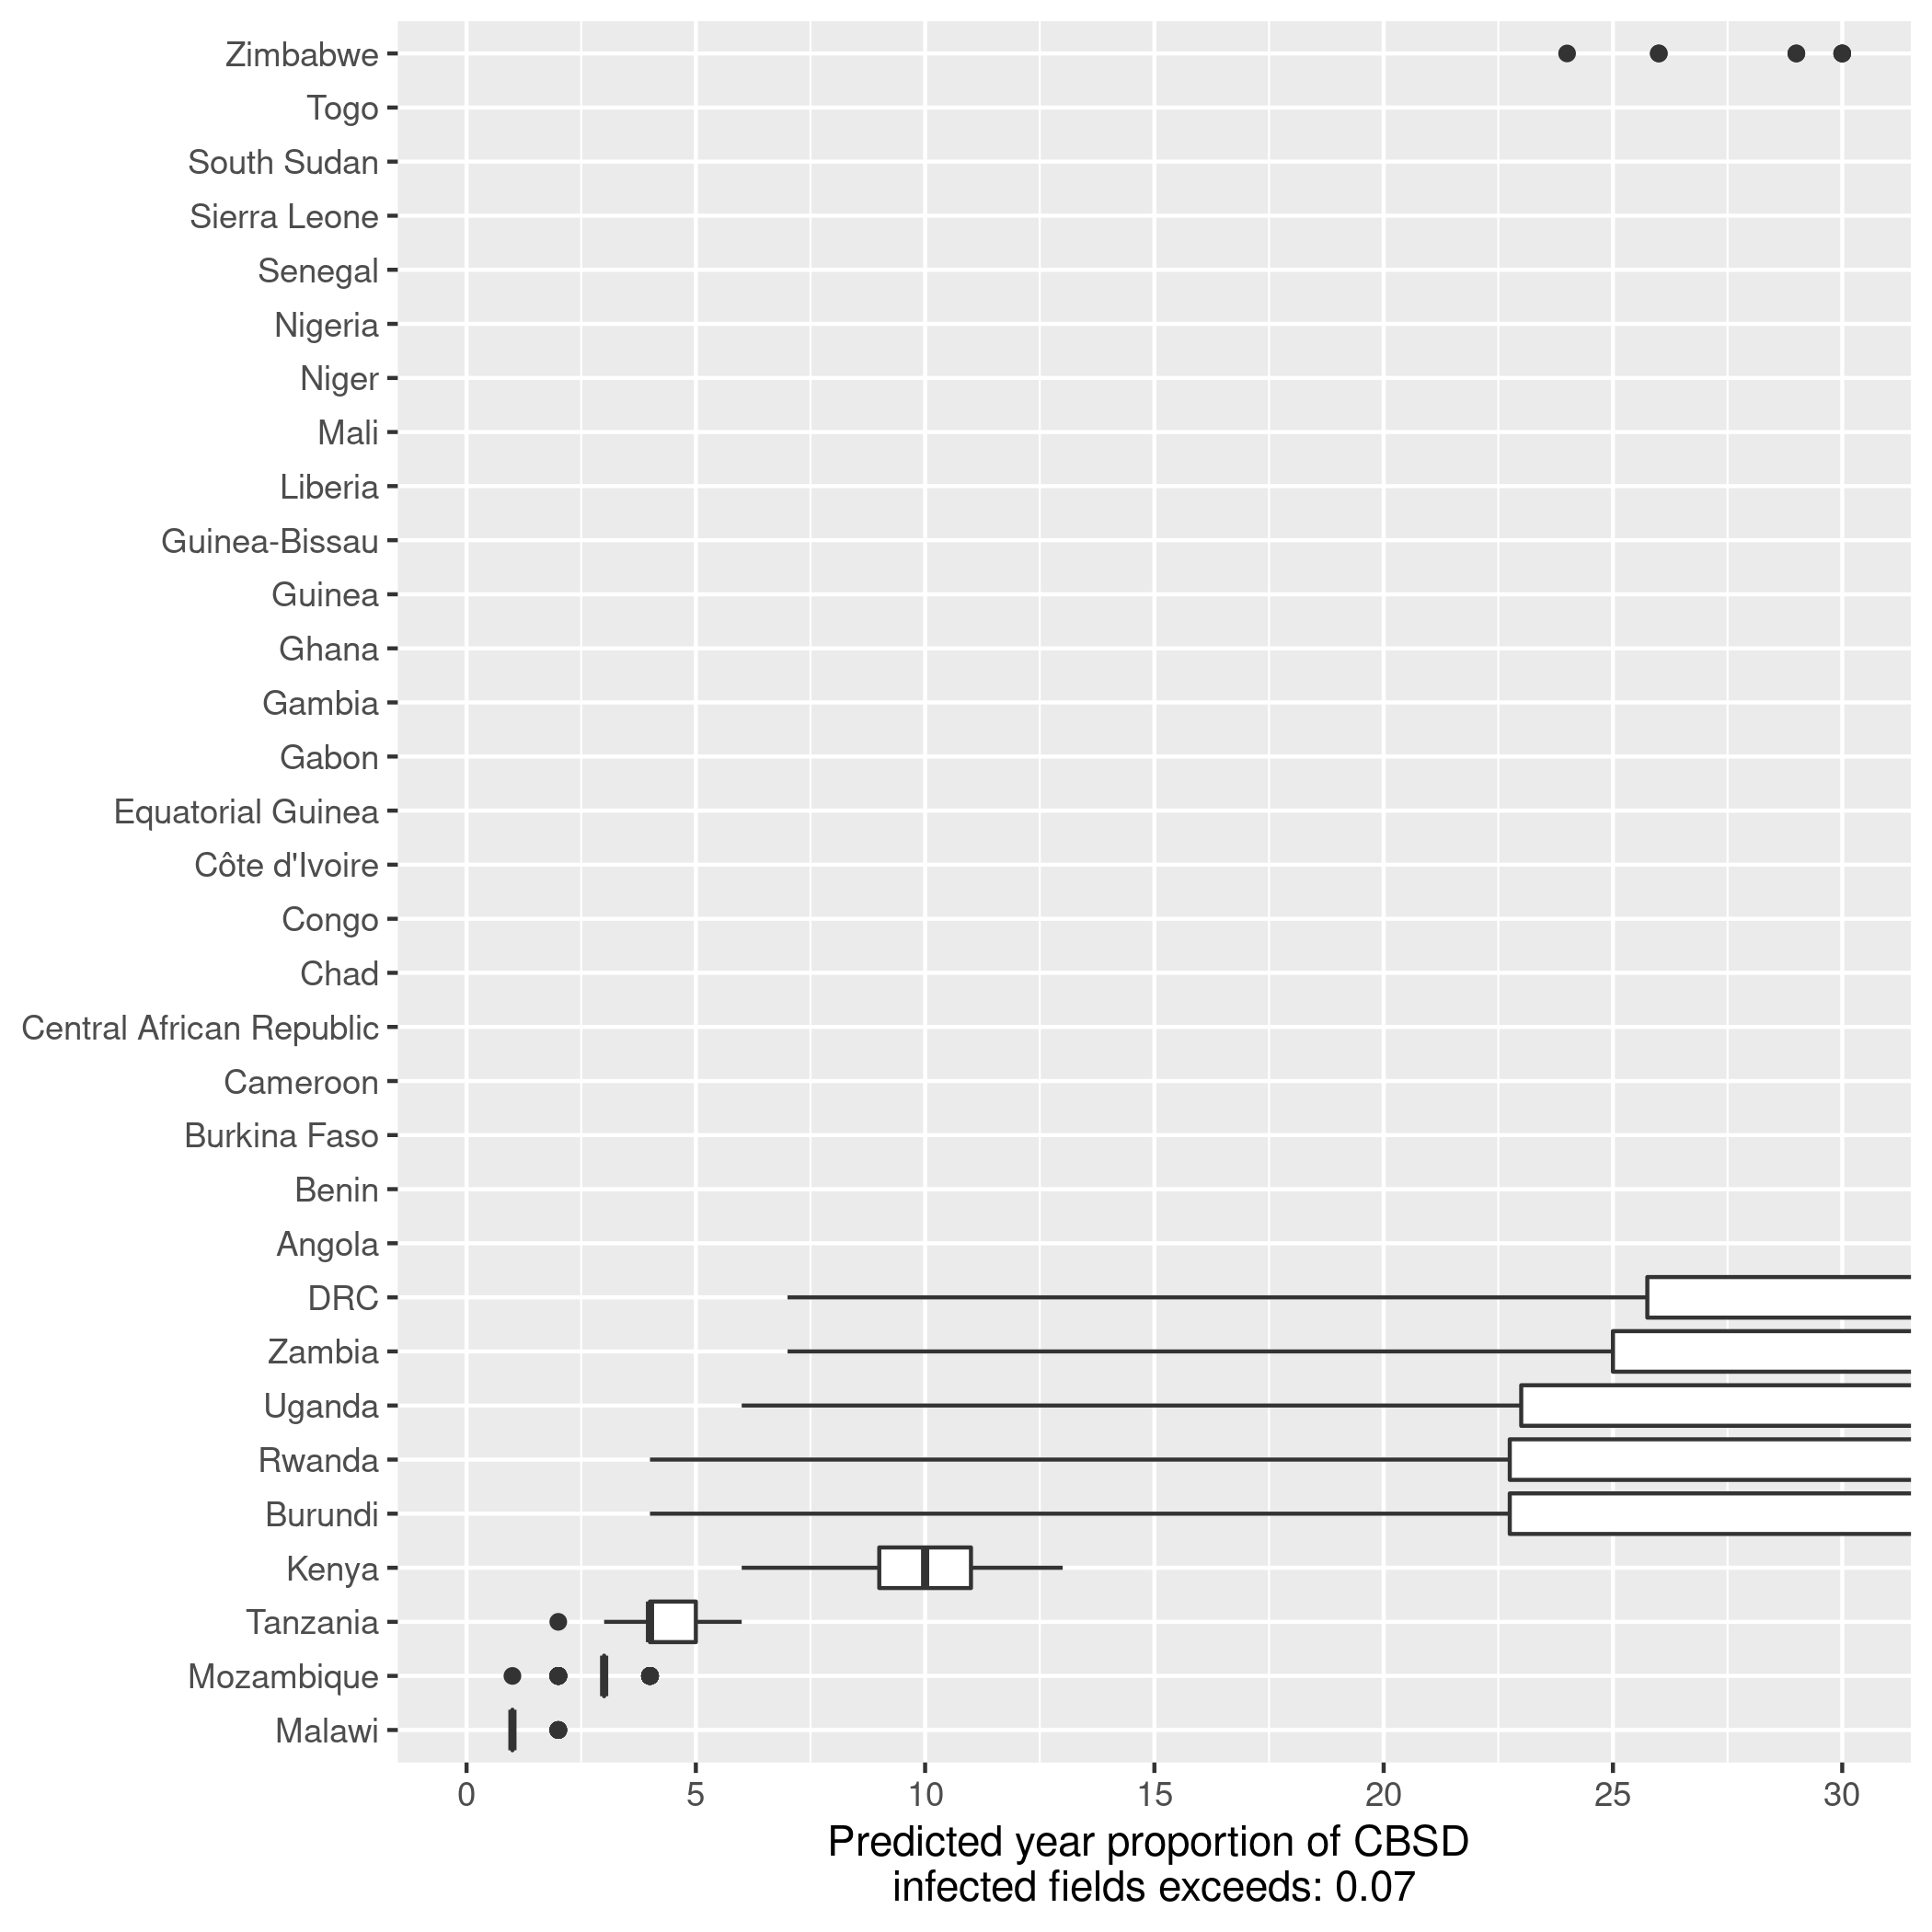 Zimbabwe
Togo
South Sudan
Sierra Leone
Senegal
Nigeria
Niger
Mali
Liberia
Guinea-Bissau
Guinea
Ghana
Gambia
Gabon
Equatorial Guinea
Côte d'Ivoire
Congo
Chad
Central African Republic
Cameroon
Burkina Faso
Benin
Angola
DRC
Zambia
Uganda
Rwanda
Burundi
Kenya
Tanzania
Mozambique
Malawi
0 5 10 15 20 25 30
Predicted year proportion of CBSD
infected fields exceeds: 0.07